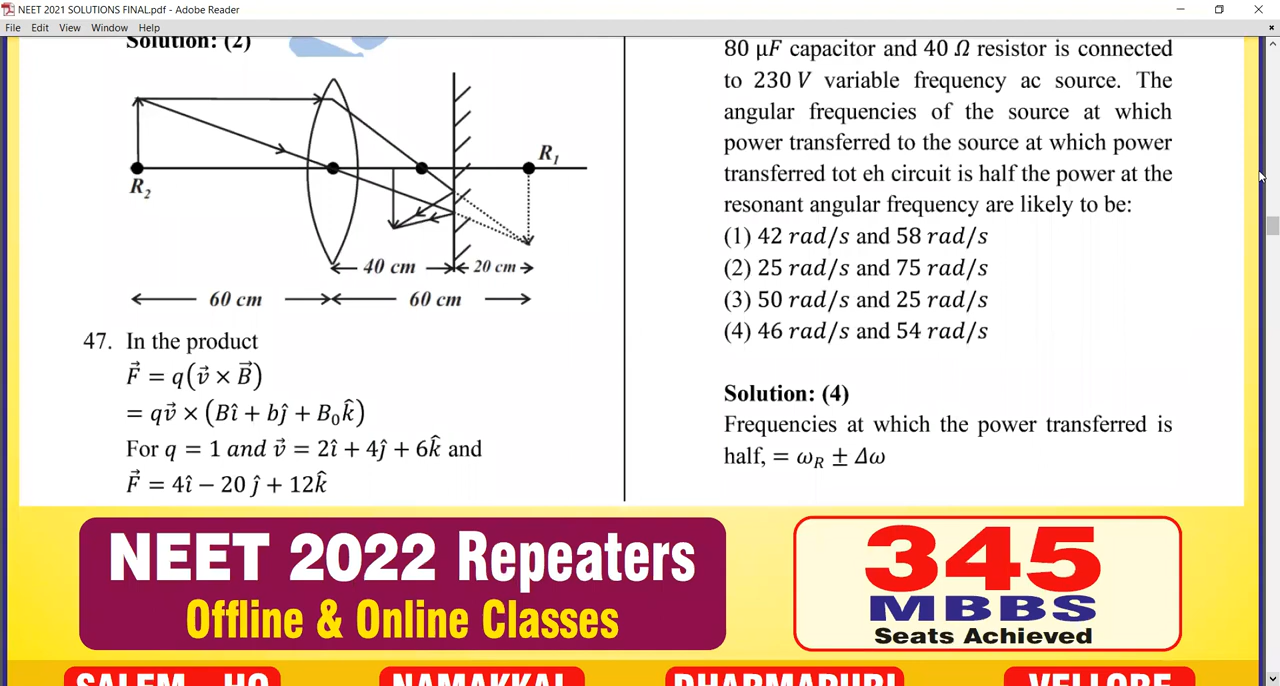 NEET 2021 SOLUTIONS FINAL.pdf - Adobe Reader
File Edit View Window Help
Solution: (2)
R₁
R₂
40 cm
20 cm
60 cm
60 cm
47. In the product
F⃗ = q(v⃗ × B⃗)
= qv⃗ × (Bî + bĵ + B₀k̂)
For q = 1 and v⃗ = 2î + 4ĵ + 6k̂ and
F⃗ = 4î − 20 ĵ + 12k̂
80 μF capacitor and 40 Ω resistor is connected
to 230 V variable frequency ac source. The
angular frequencies of the source at which
power transferred to the source at which power
transferred tot eh circuit is half the power at the
resonant angular frequency are likely to be:
(1) 42 rad/s and 58 rad/s
(2) 25 rad/s and 75 rad/s
(3) 50 rad/s and 25 rad/s
(4) 46 rad/s and 54 rad/s
Solution: (4)
Frequencies at which the power transferred is
half, = ω_R ± Δω
NEET 2022 Repeaters
Offline & Online Classes
345
MBBS
Seats Achieved
SALEM - HO
NAMAKKAL
DHARMAPURI
VELLORE